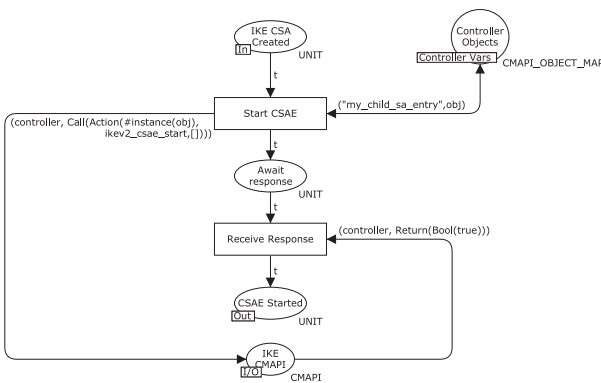 IKE CSA
Created
In
UNIT
t
Controller
Objects
Controller Vars
CMAPI_OBJECT_MAP
Start CSAE
("my_child_sa_entry",obj)
(controller, Call(Action(#instance(obj),
ikev2_csae_start,[])))
t
Await
response
UNIT
t
Receive Response
(controller, Return(Bool(true)))
t
CSAE Started
Out
UNIT
IKE
CMAPI
I/O
CMAPI